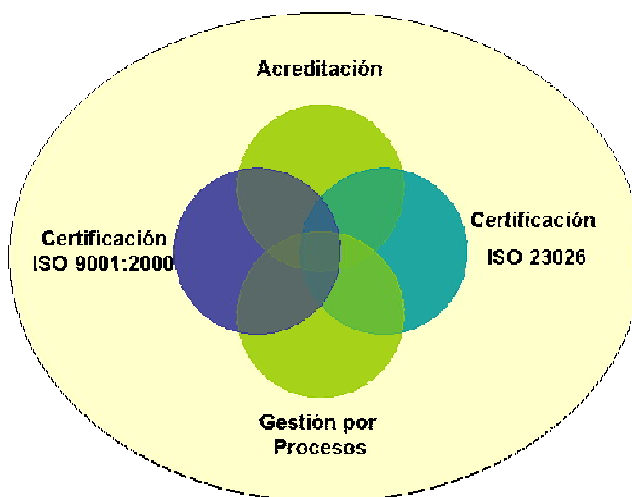 Acreditación
Certificación
ISO 9001:2000
Certificación
ISO 23026
Gestión por
Procesos